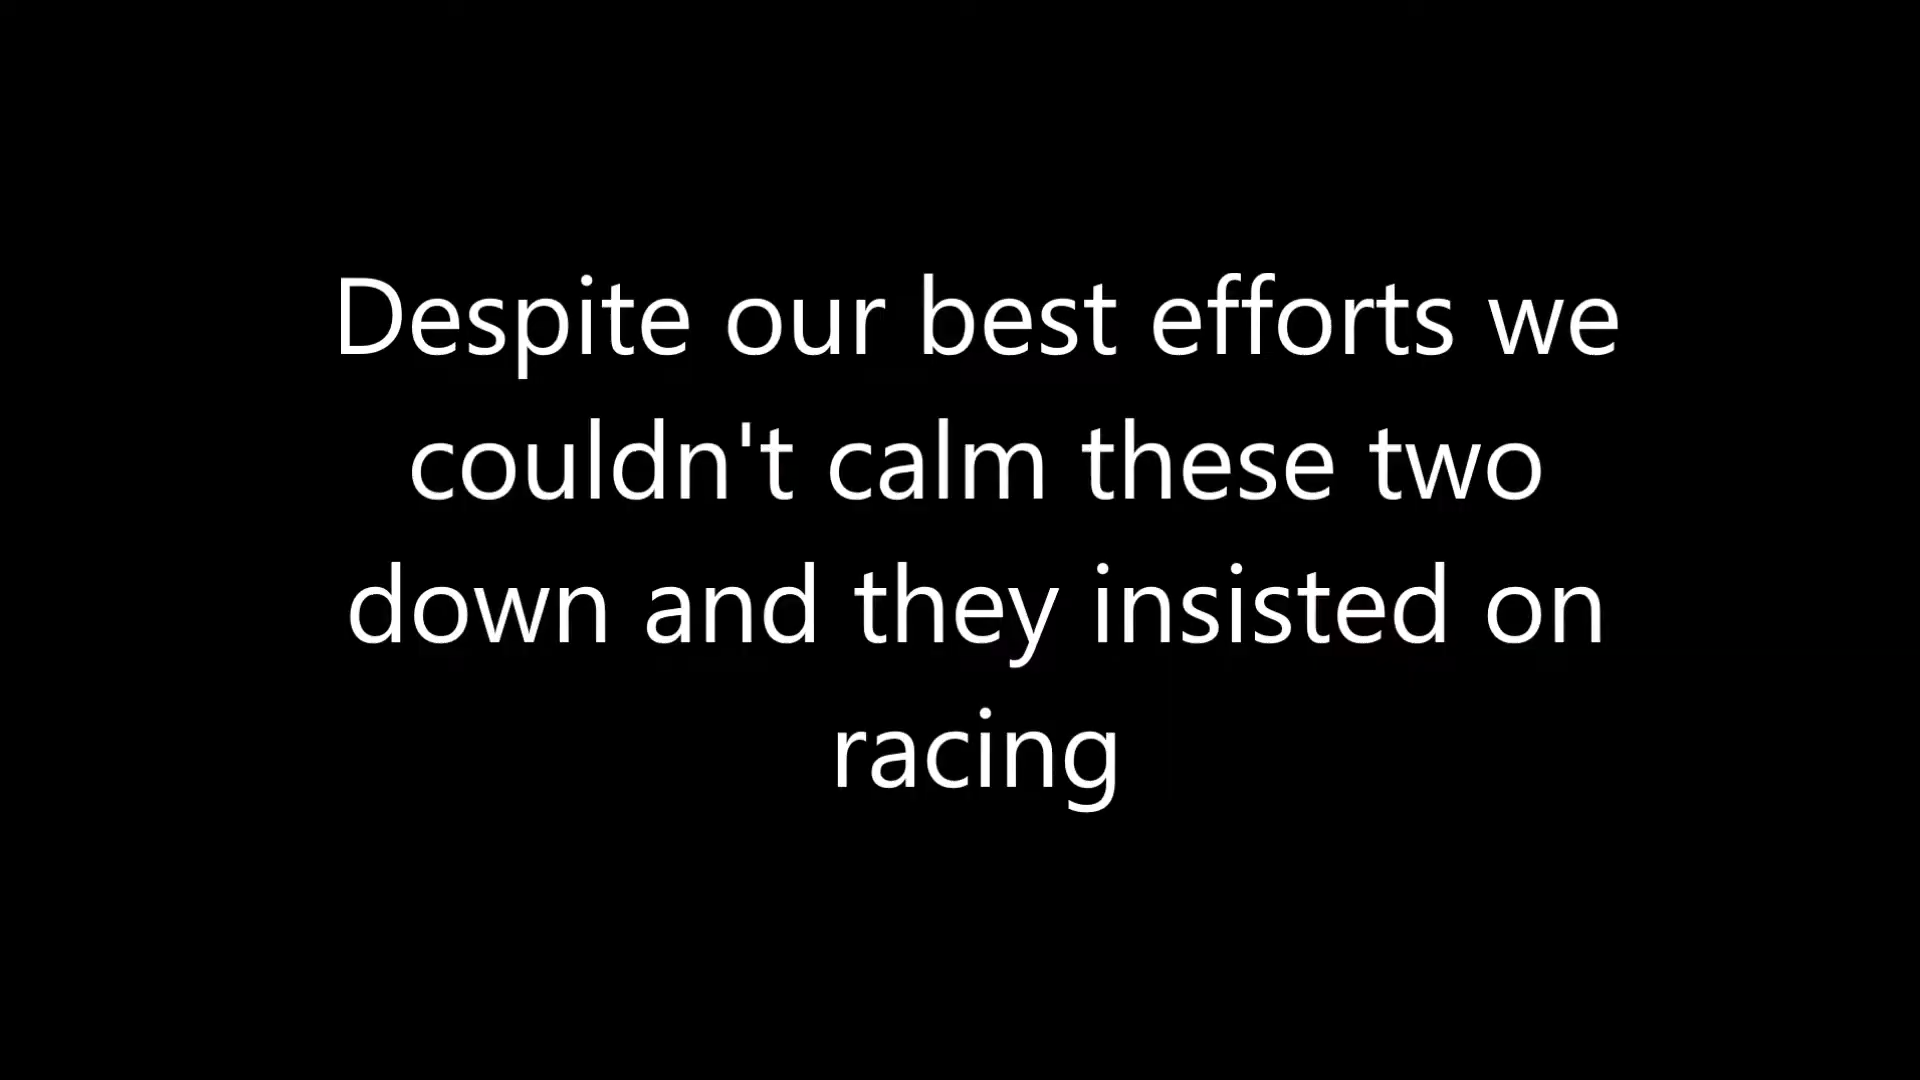 Despite our best efforts we
couldn't calm these two
down and they insisted on
racing